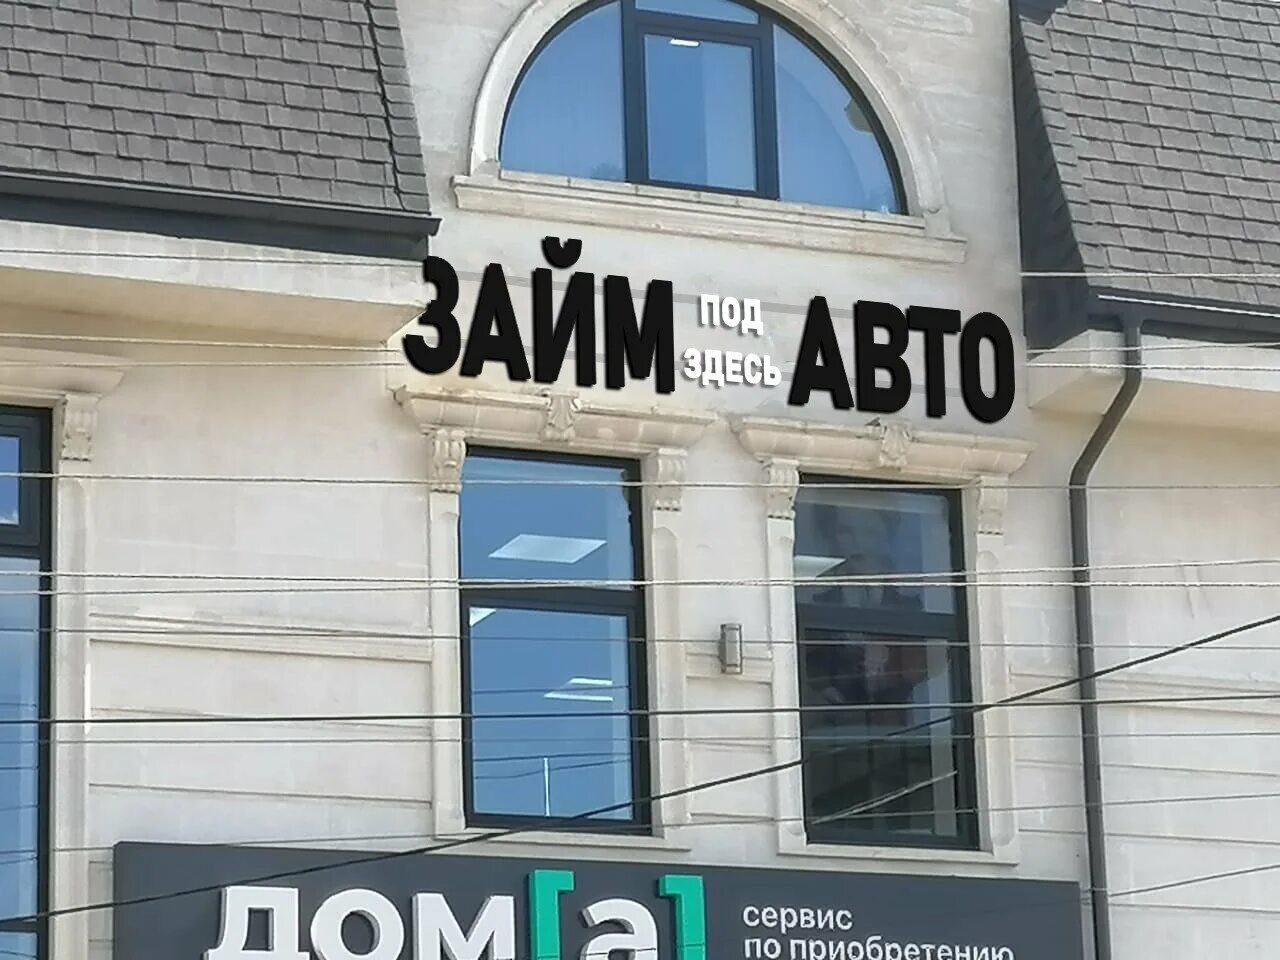 ЗАЙМ ПОД АВТО
ЗДЕСЬ
ДОМ[а]
сервис
по приобретению